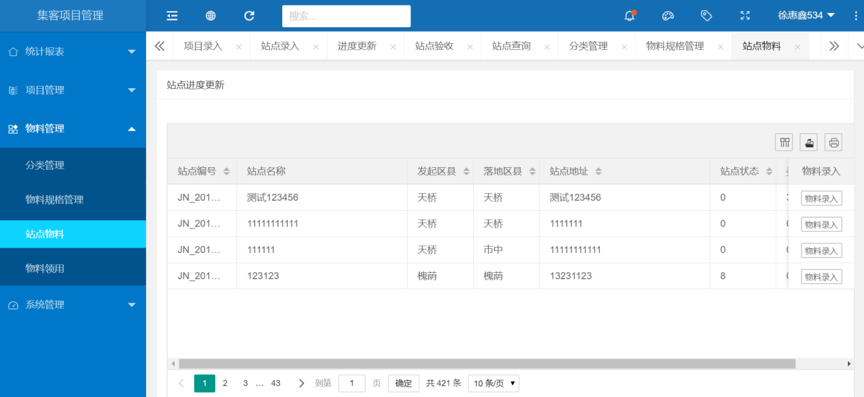 集客项目管理
搜索...
徐惠鑫534
统计报表
项目管理
物料管理
分类管理
物料规格管理
站点物料
物料领用
系统管理
项目录入 站点录入 进度更新 站点验收 站点查询 分类管理 物料规格管理 站点物料
站点进度更新
站点编号 站点名称 发起区县 落地区县 站点地址 站点状态 物料录入
JN_201... 测试123456 天桥 天桥 测试123456 0 物料录入
JN_201... 11111111111 天桥 天桥 1111111 0 物料录入
JN_201... 111111 天桥 市中 11111111111 0 物料录入
JN_201... 123123 槐荫 槐荫 13231123 8 物料录入
1 2 3 ... 43 到第 1 页 确定 共 421 条 10 条/页